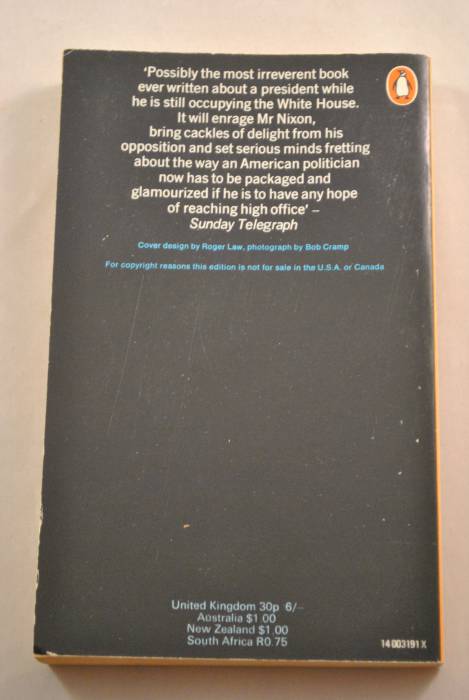 'Possibly the most irreverent book
ever written about a president while
he is still occupying the White House.
It will enrage Mr Nixon,
bring cackles of delight from his
opposition and set serious minds fretting
about the way an American politician
now has to be packaged and
glamourized if he is to have any hope
of reaching high office' –
Sunday Telegraph
Cover design by Roger Law, photograph by Bob Cramp
For copyright reasons this edition is not for sale in the U.S.A. or Canada
United Kingdom 30p 6/–
Australia $1.00
New Zealand $1.00
South Africa R0.75
14 003191 X